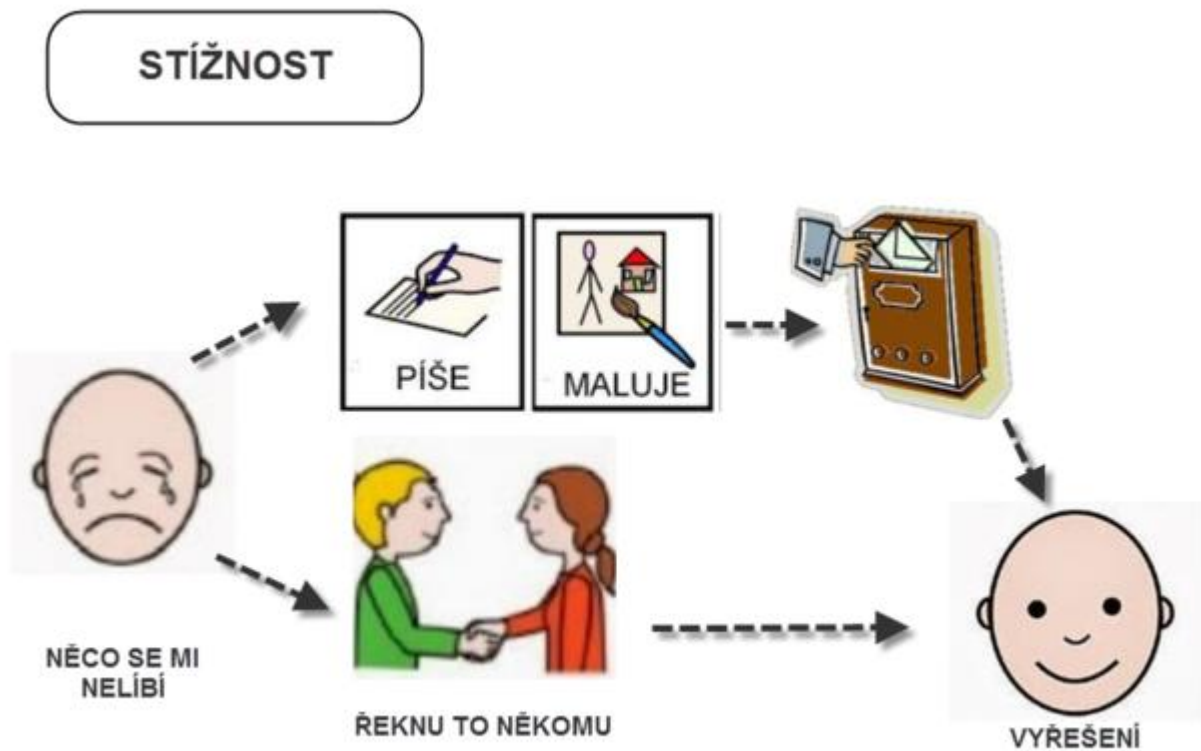 STÍŽNOST
PÍŠE
MALUJE
NĚCO SE MI
NELÍBÍ
ŘEKNU TO NĚKOMU
VYŘEŠENÍ